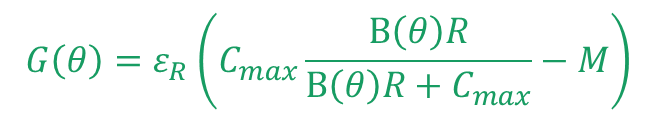 G(θ) = ε_R ( C_max B(θ)R / (B(θ)R + C_max) − M )